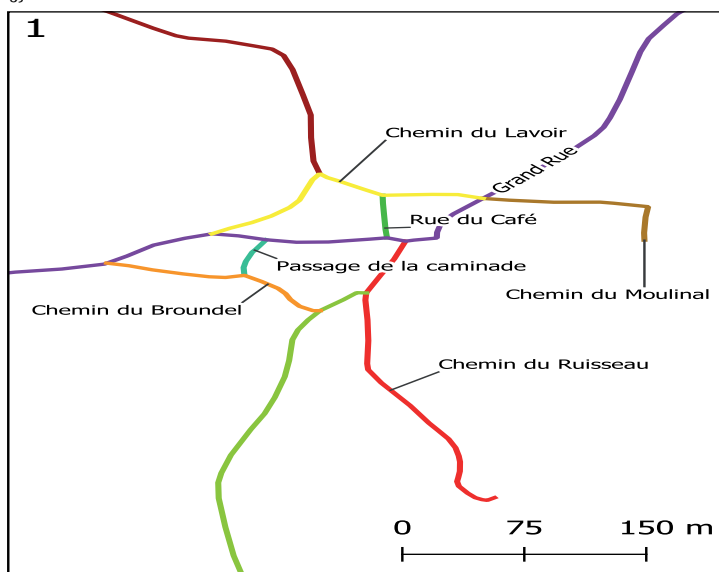 1
Chemin du Lavoir
Grand Rue
Rue du Café
Passage de la caminade
Chemin du Moulinal
Chemin du Broundel
Chemin du Ruisseau
0 75 150 m